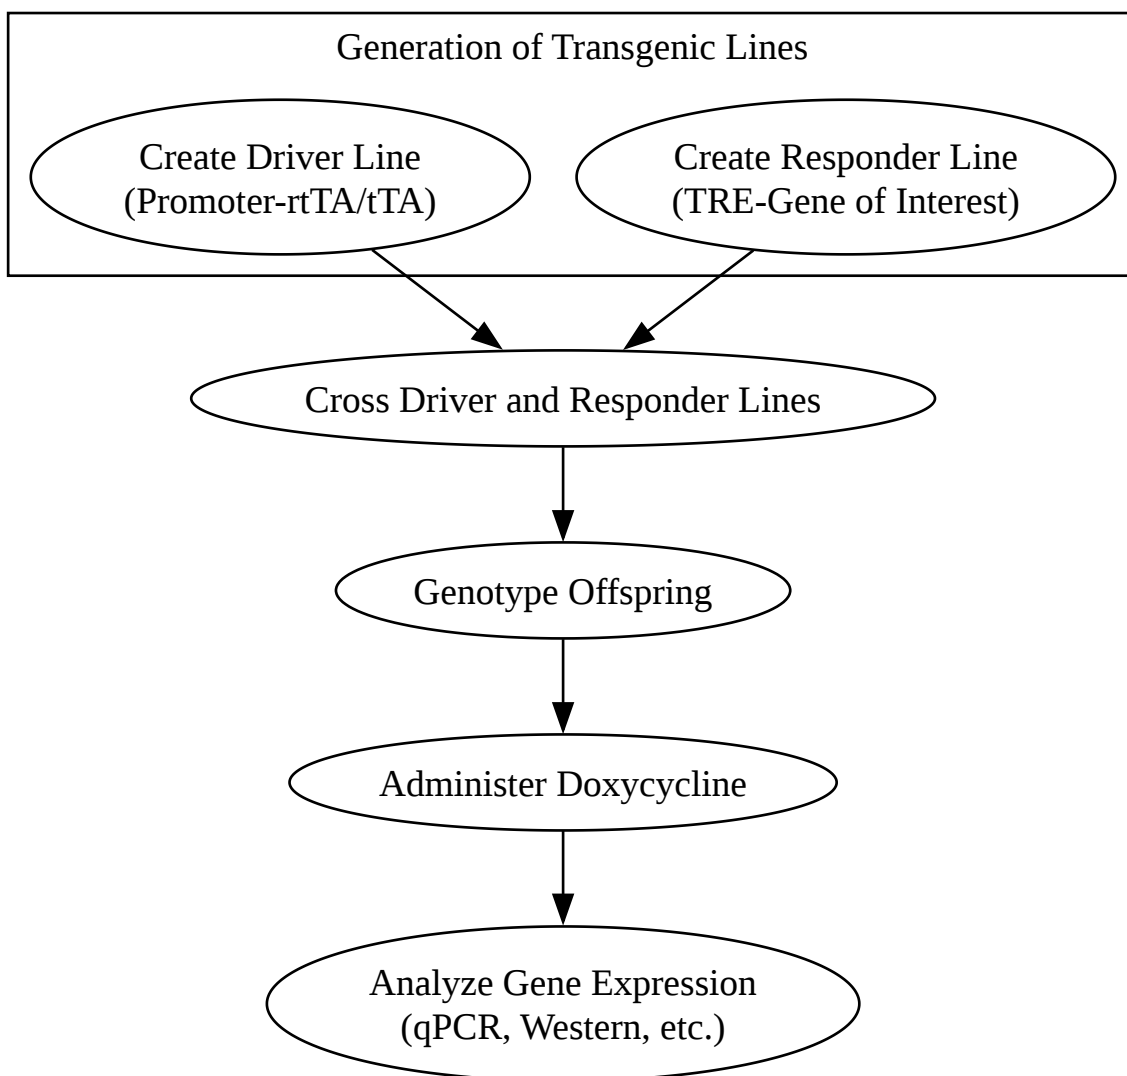 Generation of Transgenic Lines
Create Driver Line
(Promoter-rtTA/tTA)
Create Responder Line
(TRE-Gene of Interest)
Cross Driver and Responder Lines
Genotype Offspring
Administer Doxycycline
Analyze Gene Expression
(qPCR, Western, etc.)